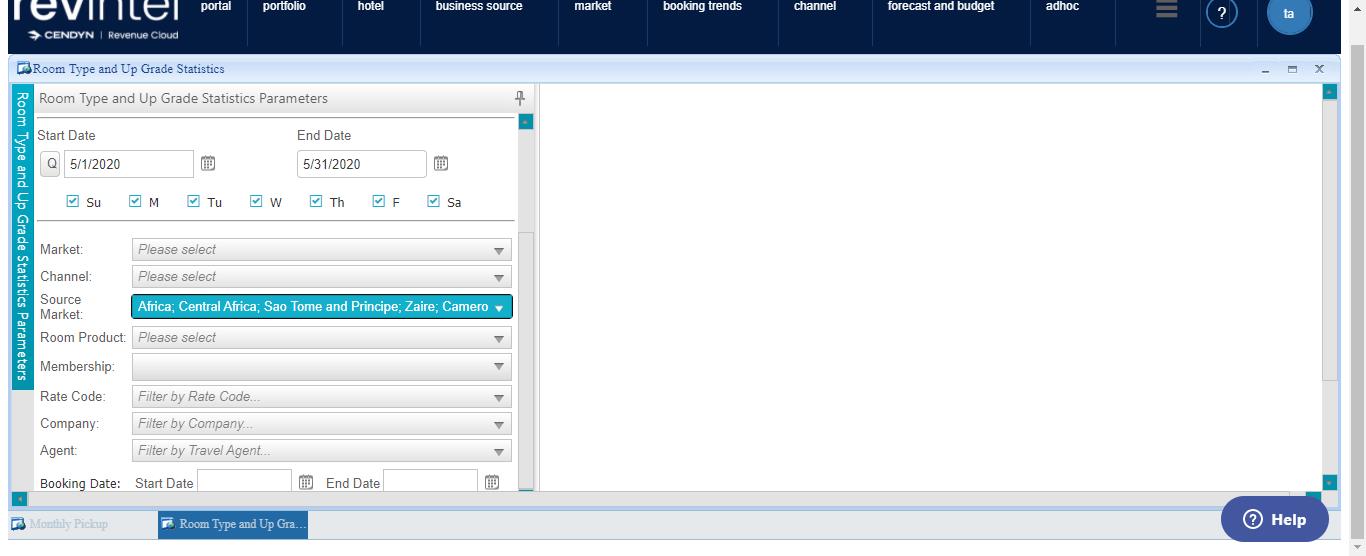 revintel
CENDYN | Revenue Cloud
portal portfolio hotel business source market booking trends channel forecast and budget adhoc
? ta
Room Type and Up Grade Statistics
Room Type and Up Grade Statistics Parameters
Room Type and Up Grade Statistics Parameters
Start Date End Date
Q 5/1/2020 5/31/2020
Su M Tu W Th F Sa
Market: Please select
Channel: Please select
Source
Market: Africa; Central Africa; Sao Tome and Principe; Zaire; Camero
Room Product: Please select
Membership:
Rate Code: Filter by Rate Code...
Company: Filter by Company...
Agent: Filter by Travel Agent...
Booking Date: Start Date End Date
Monthly Pickup Room Type and Up Gra...
? Help